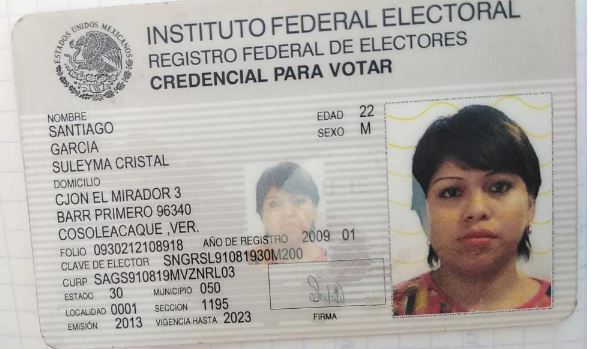 ESTADOS UNIDOS MEXICANOS
INSTITUTO FEDERAL ELECTORAL
REGISTRO FEDERAL DE ELECTORES
CREDENCIAL PARA VOTAR
NOMBRE
SANTIAGO
GARCIA
SULEYMA CRISTAL
EDAD 22
SEXO M
DOMICILIO
CJON EL MIRADOR 3
BARR PRIMERO 96340
COSOLEACAQUE ,VER.
FOLIO 0930212108918 AÑO DE REGISTRO 2009 01
CLAVE DE ELECTOR SNGRSL91081930M200
CURP SAGS910819MVZNRL03
ESTADO 30 MUNICIPIO 050
LOCALIDAD 0001 SECCION 1195
EMISIÓN 2013 VIGENCIA HASTA 2023
FIRMA